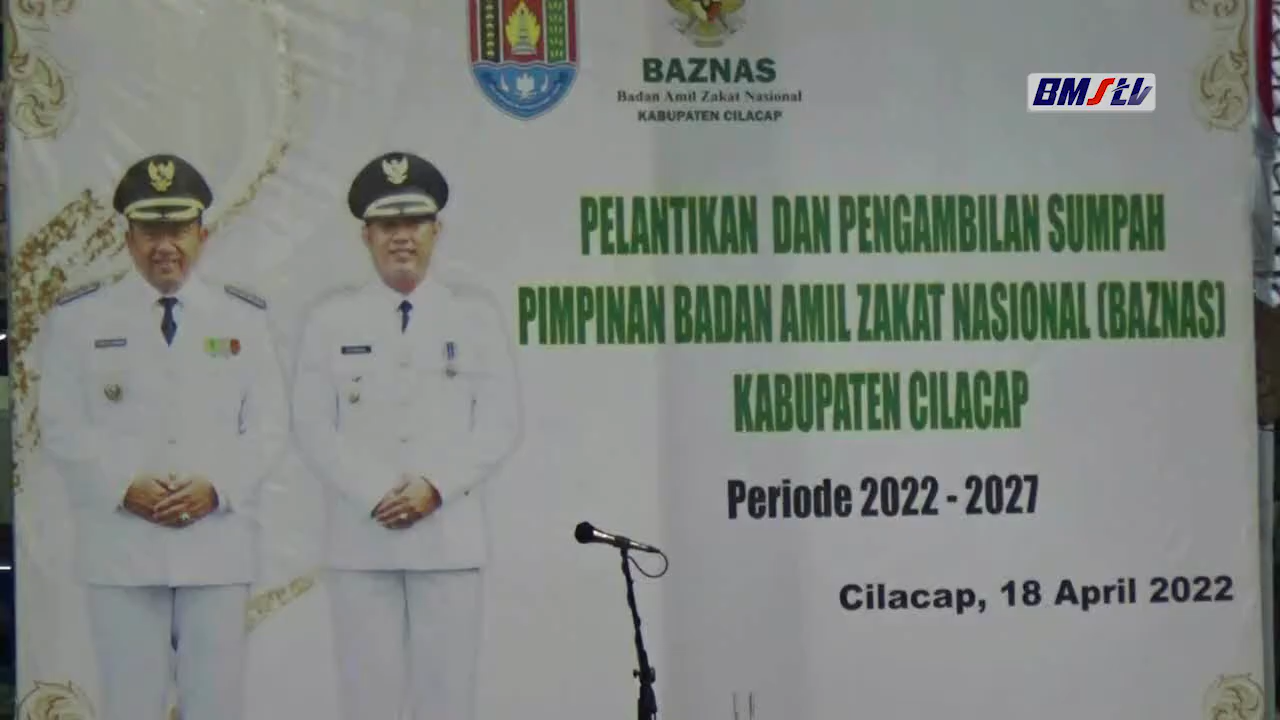 BAZNAS
Badan Amil Zakat Nasional
KABUPATEN CILACAP
BMStv
PELANTIKAN DAN PENGAMBILAN SUMPAH
PIMPINAN BADAN AMIL ZAKAT NASIONAL (BAZNAS)
KABUPATEN CILACAP
Periode 2022 - 2027
Cilacap, 18 April 2022